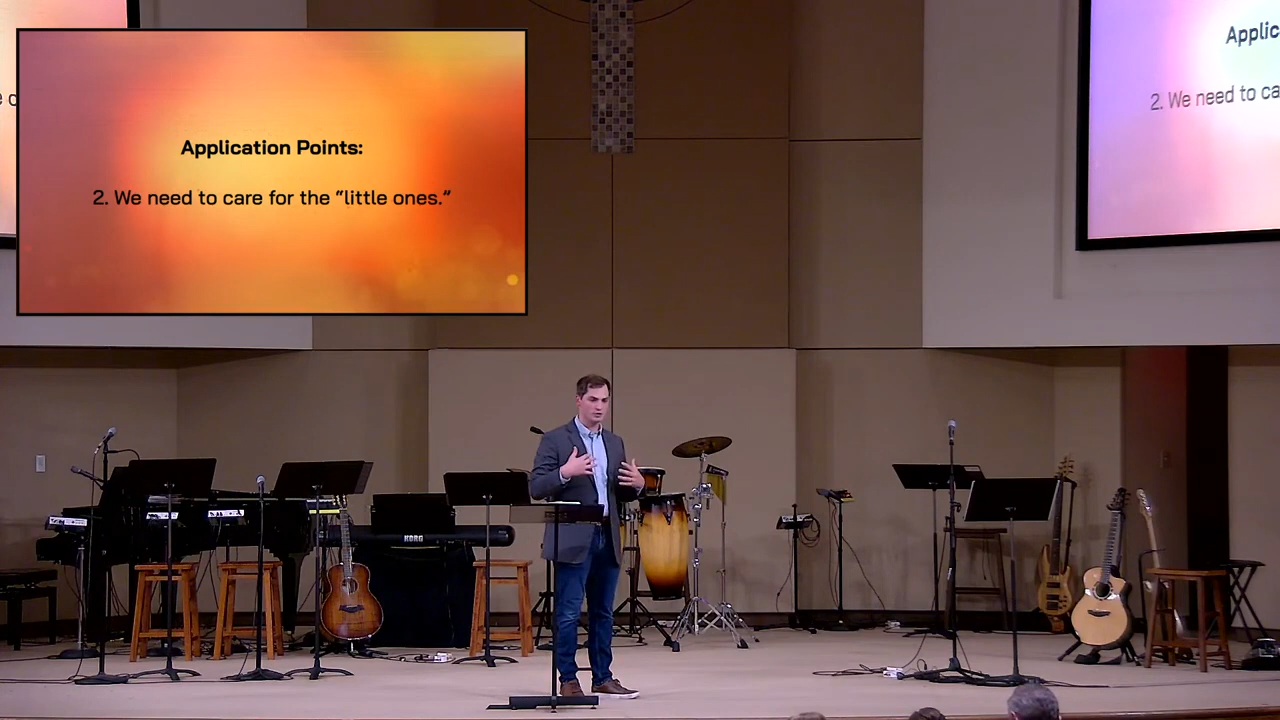 Application Points:
2. We need to care for the “little ones.”
Applic
2. We need to ca
KORG